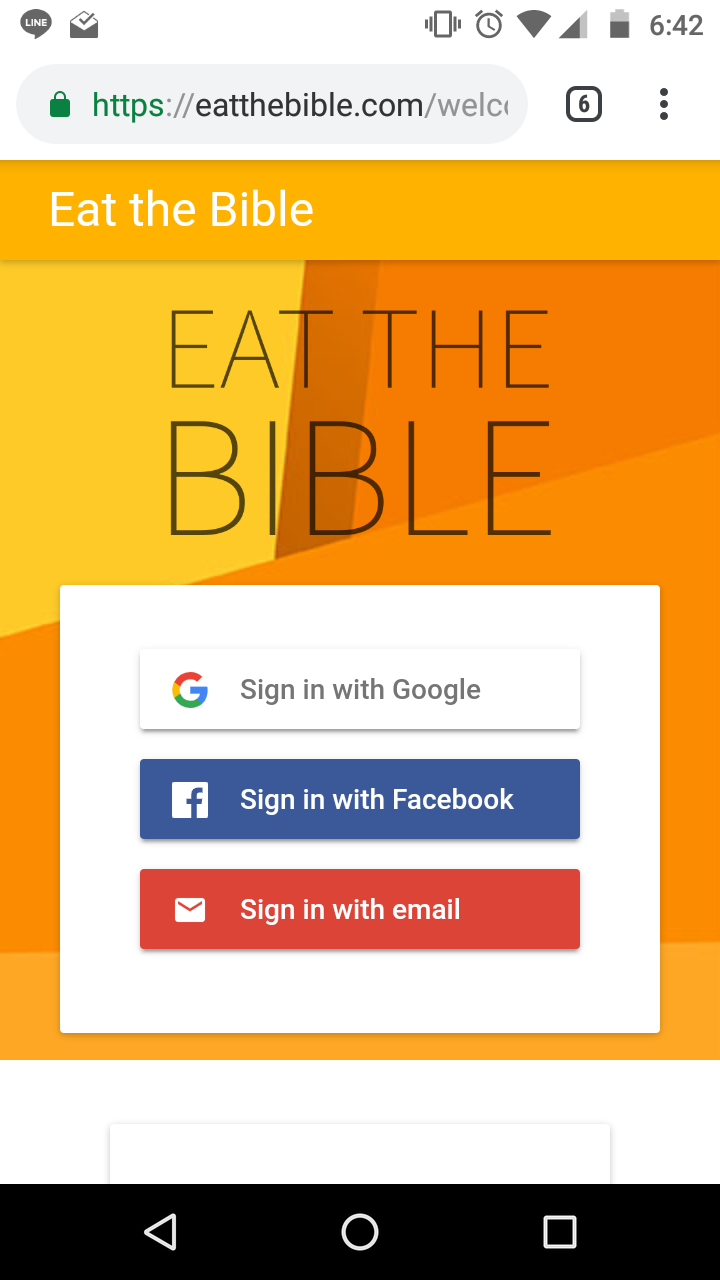 LINE
6:42
https://eatthebible.com/welc
6
Eat the Bible
EAT THE
BIBLE
Sign in with Google
Sign in with Facebook
Sign in with email